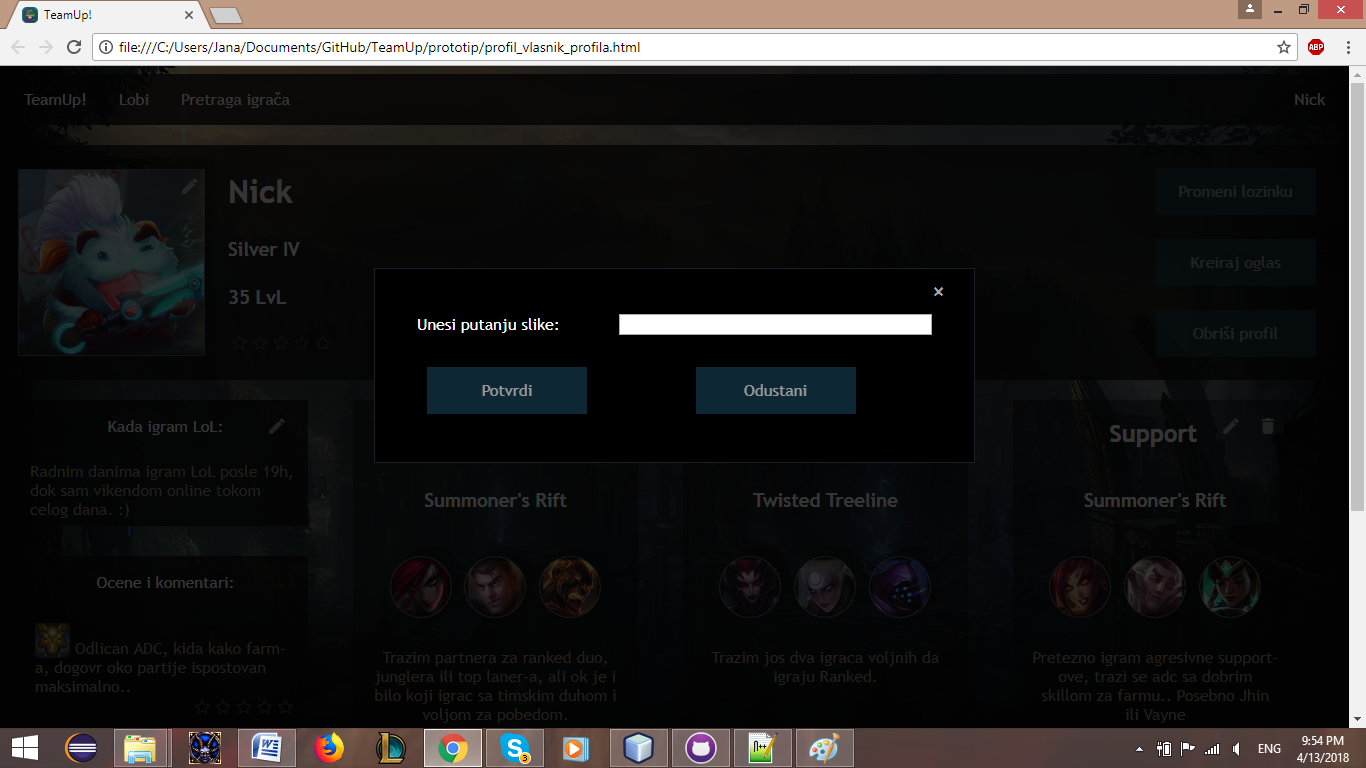 TeamUp!
file:///C:/Users/Jana/Documents/GitHub/TeamUp/prototip/profil_vlasnik_profila.html
ABP
TeamUp! Lobi Pretraga igrača Nick
Nick
Silver IV
35 LvL
Promeni lozinku
Kreiraj oglas
Obriši profil
Unesi putanju slike:
Potvrdi Odustani
Kada igram LoL:
Radnim danima igram LoL posle 19h,
dok sam vikendom online tokom
celog dana. :)
Ocene i komentari:
Odlican ADC, kida kako farm-
a, dogovr oko partije ispostovan
maksimalno..
Summoner's Rift
Trazim partnera za ranked duo,
junglera ili top laner-a, ali ok je i
bilo koji igrac sa timskim duhom i
voljom za pobedom.
Twisted Treeline
Trazim jos dva igraca voljnih da
igraju Ranked.
Support
Summoner's Rift
Pretezno igram agresivne support-
ove, trazi se adc sa dobrim
skillom za farmu.. Posebno Jhin
ili Vayne
3
ENG
9:54 PM
4/13/2018